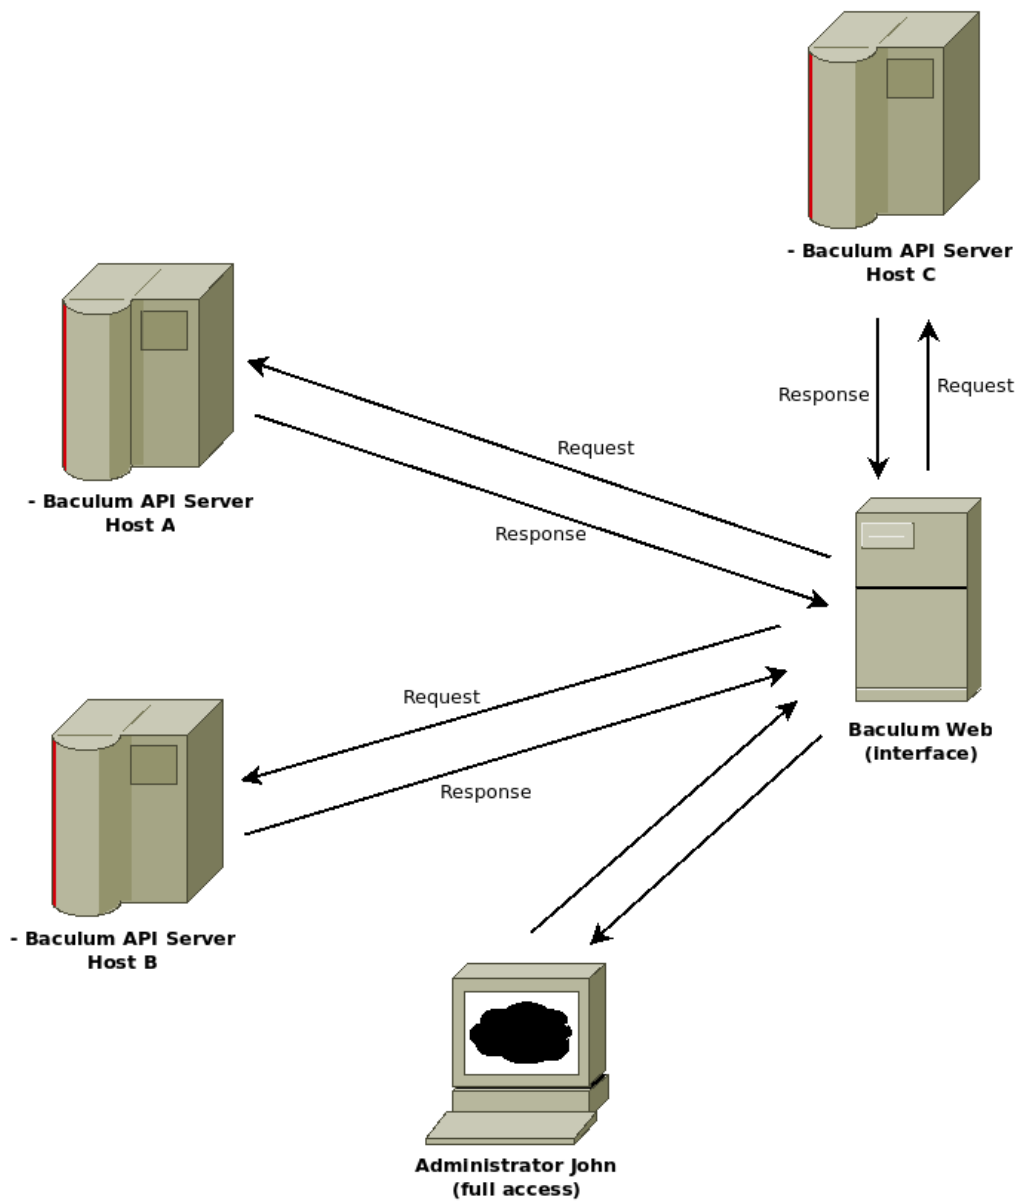 - Baculum API Server
Host C
Response
Request
- Baculum API Server
Host A
Request
Response
Baculum Web
(interface)
Request
Response
- Baculum API Server
Host B
Administrator John
(full access)